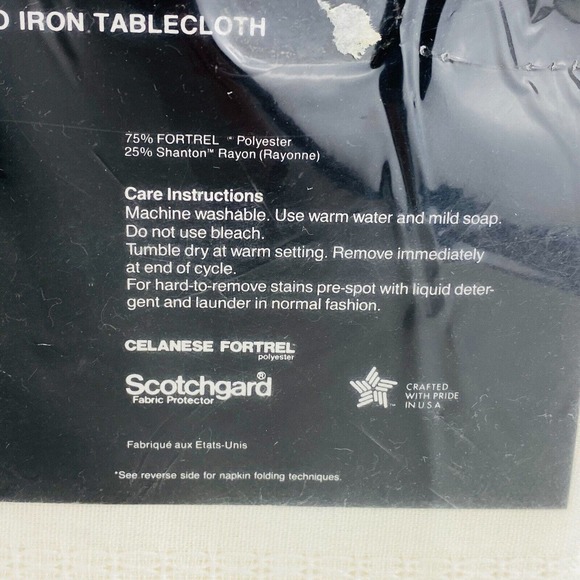 O IRON TABLECLOTH
75% FORTREL ® Polyester
25% Shanton™ Rayon (Rayonne)
Care Instructions
Machine washable. Use warm water and mild soap.
Do not use bleach.
Tumble dry at warm setting. Remove immediately
at end of cycle.
For hard-to-remove stains pre-spot with liquid deter-
gent and launder in normal fashion.
CELANESE FORTREL
polyester
Scotchgard®
Fabric Protector
™ CRAFTED
WITH PRIDE
IN U.S.A
Fabriqué aux États-Unis
*See reverse side for napkin folding techniques.